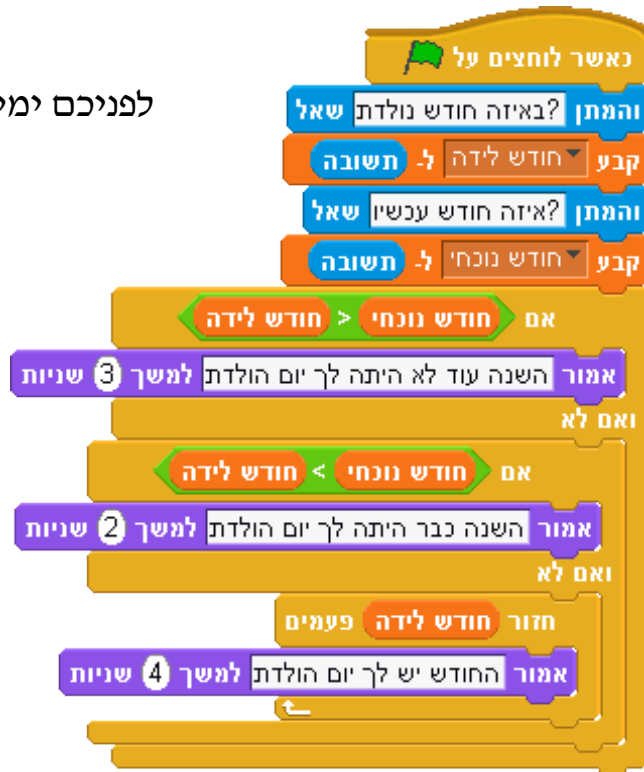 כאשר לוחצים על
לפניכם
שאל באיזה חודש נולדת? והמתן
קבע חודש לידה ל- תשובה
שאל איזה חודש עכשיו? והמתן
קבע חודש נוכחי ל- תשובה
אם חודש נוכחי < חודש לידה
אמור השנה עוד לא היתה לך יום הולדת למשך 3 שניות
ואם לא
אם חודש נוכחי > חודש לידה
אמור השנה כבר היתה לך יום הולדת למשך 2 שניות
ואם לא
חזור חודש לידה פעמים
אמור החודש יש לך יום הולדת למשך 4 שניות